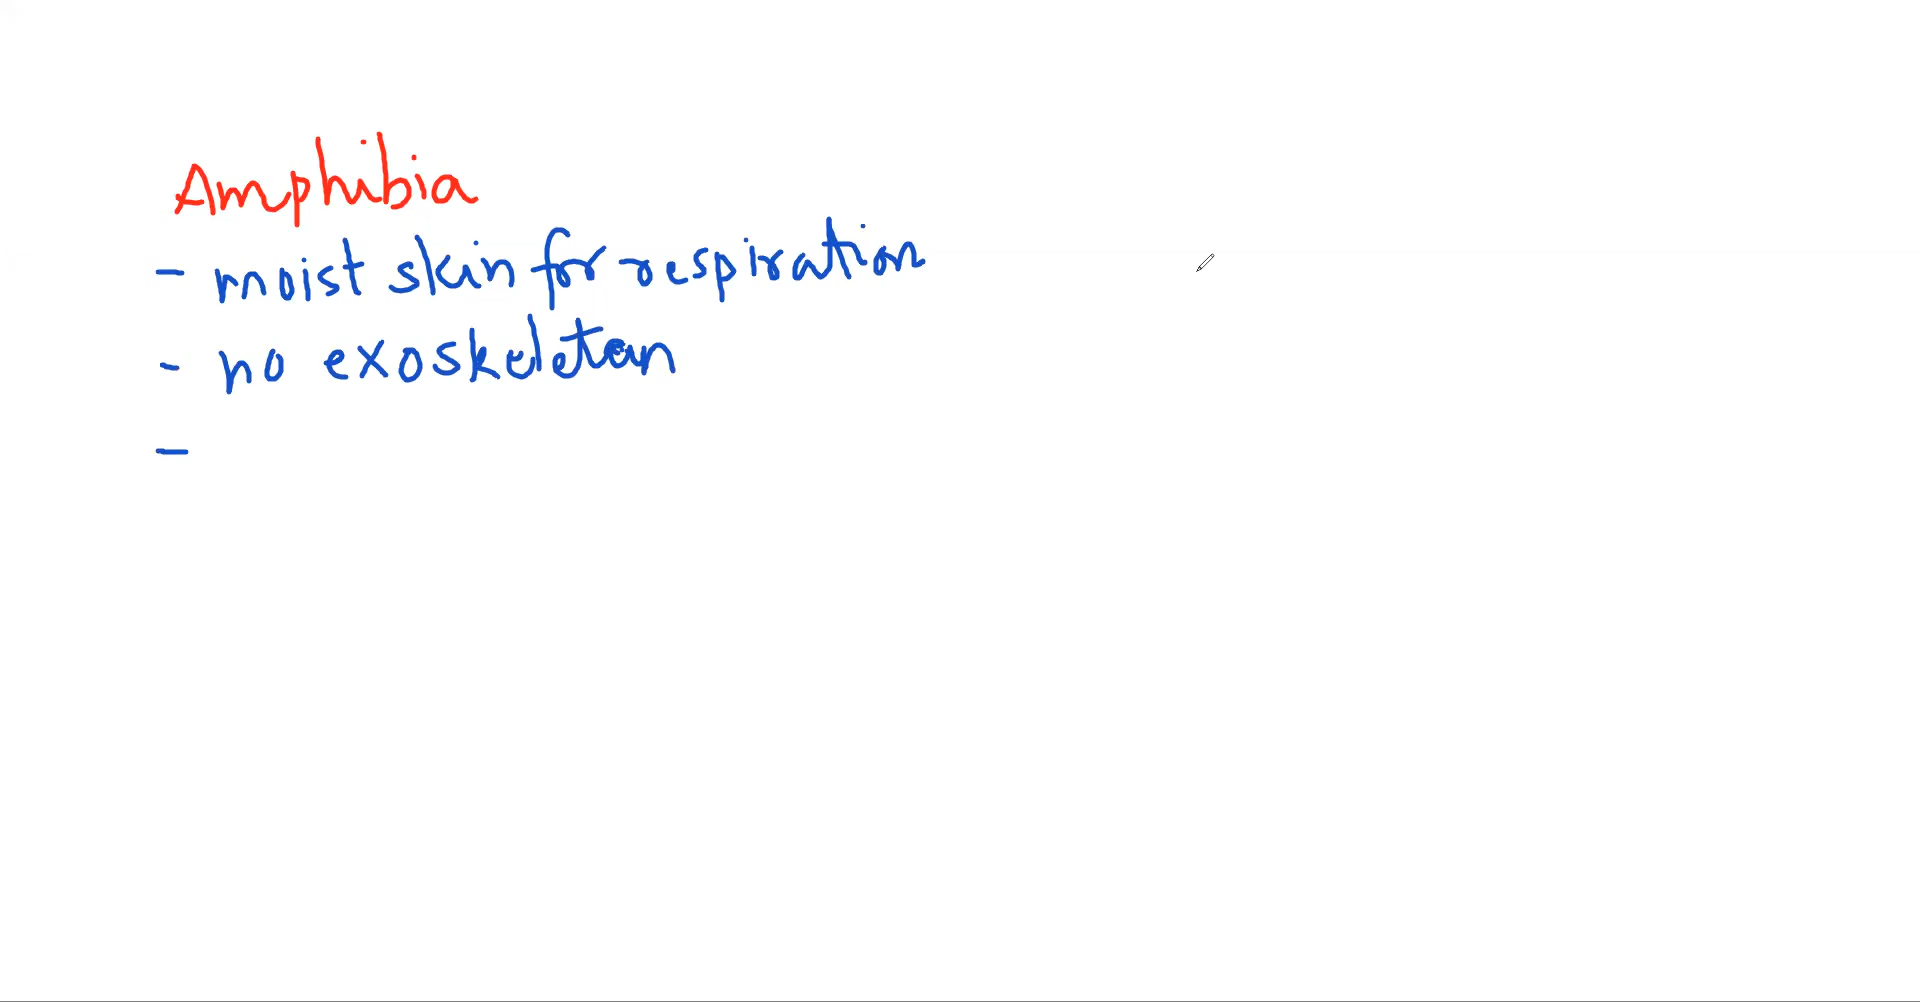 Amphibia
- moist skin for respiration
- no exoskeleton
-